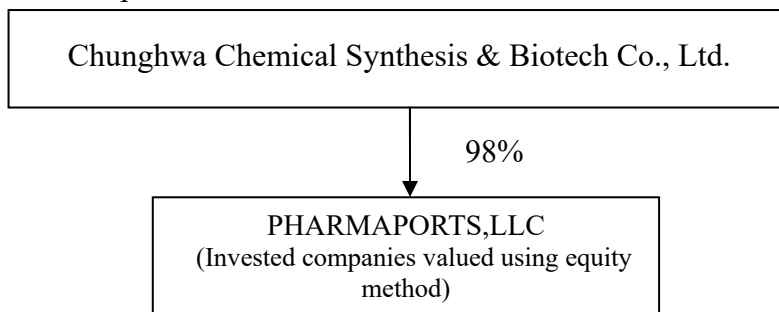 Chunghwa Chemical Synthesis & Biotech Co., Ltd.
98%
PHARMAPORTS,LLC
(Invested companies valued using equity
method)